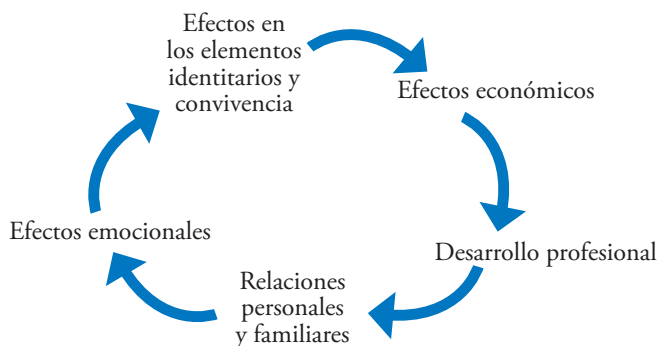 Efectos en
los elementos
identitarios y
convivencia
Efectos económicos
Desarrollo profesional
Relaciones
personales
y familiares
Efectos emocionales